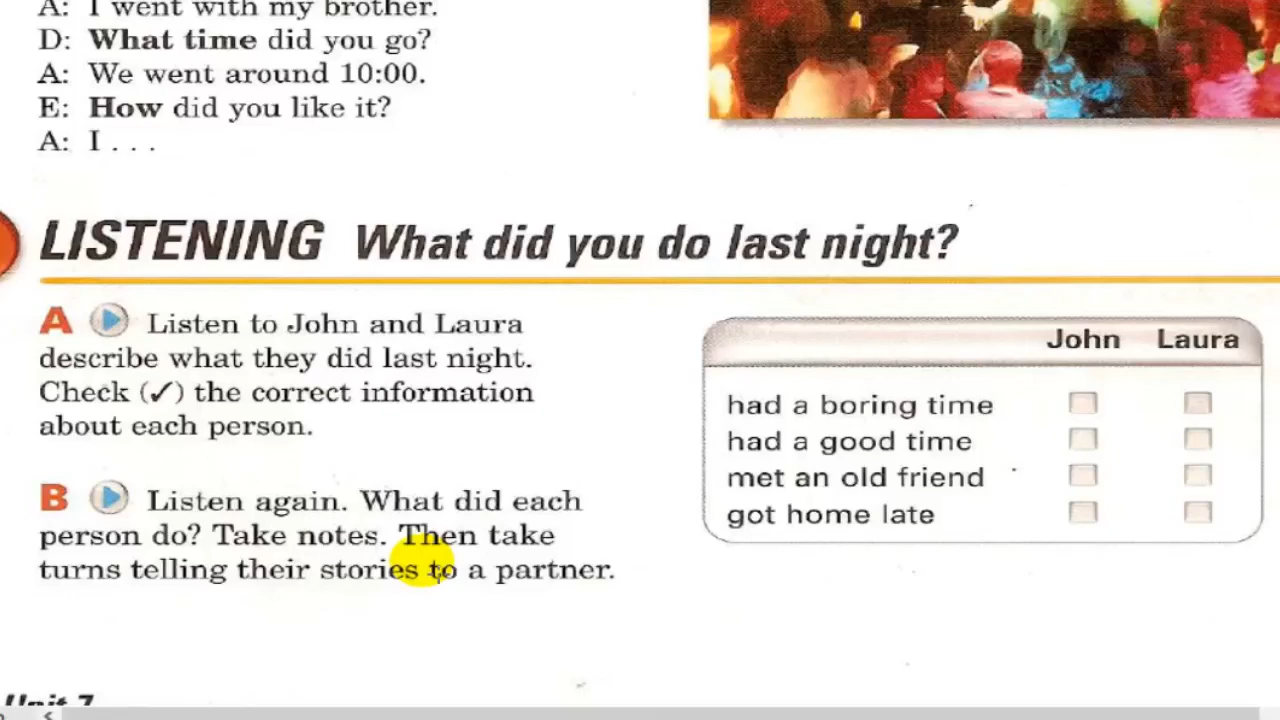 A: I went with my brother.
D: What time did you go?
A: We went around 10:00.
E: How did you like it?
A: I . . .
LISTENING What did you do last night?
A Listen to John and Laura
describe what they did last night.
Check (✓) the correct information
about each person.
B Listen again. What did each
person do? Take notes. Then take
turns telling their stories to a partner.
John Laura
had a boring time
had a good time
met an old friend
got home late
Unit 7